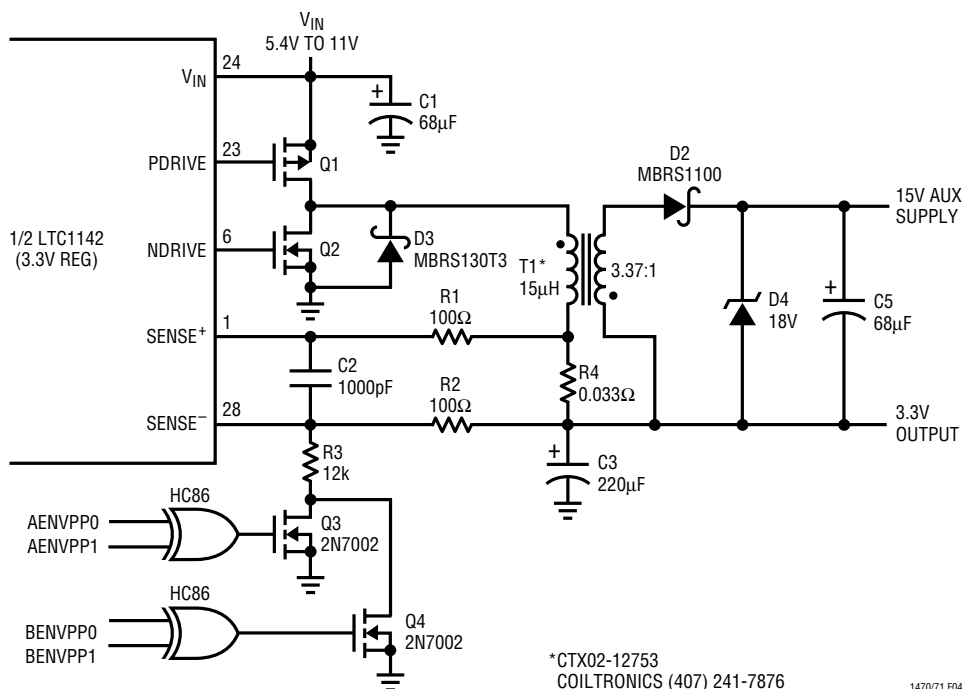 VIN
5.4V TO 11V
24
VIN
+
C1
68µF
D2
MBRS1100
23
PDRIVE
Q1
15V AUX
SUPPLY
1/2 LTC1142
(3.3V REG)
6
NDRIVE
Q2
D3
MBRS130T3
T1*
15µH
3.37:1
D4
18V
+
C5
68µF
1
SENSE+
R1
100Ω
C2
1000pF
R2
100Ω
R4
0.033Ω
28
SENSE–
3.3V
OUTPUT
R3
12k
+
C3
220µF
HC86
AENVPP0
AENVPP1
Q3
2N7002
HC86
BENVPP0
BENVPP1
Q4
2N7002
*CTX02-12753
COILTRONICS (407) 241-7876
1470/71 F04